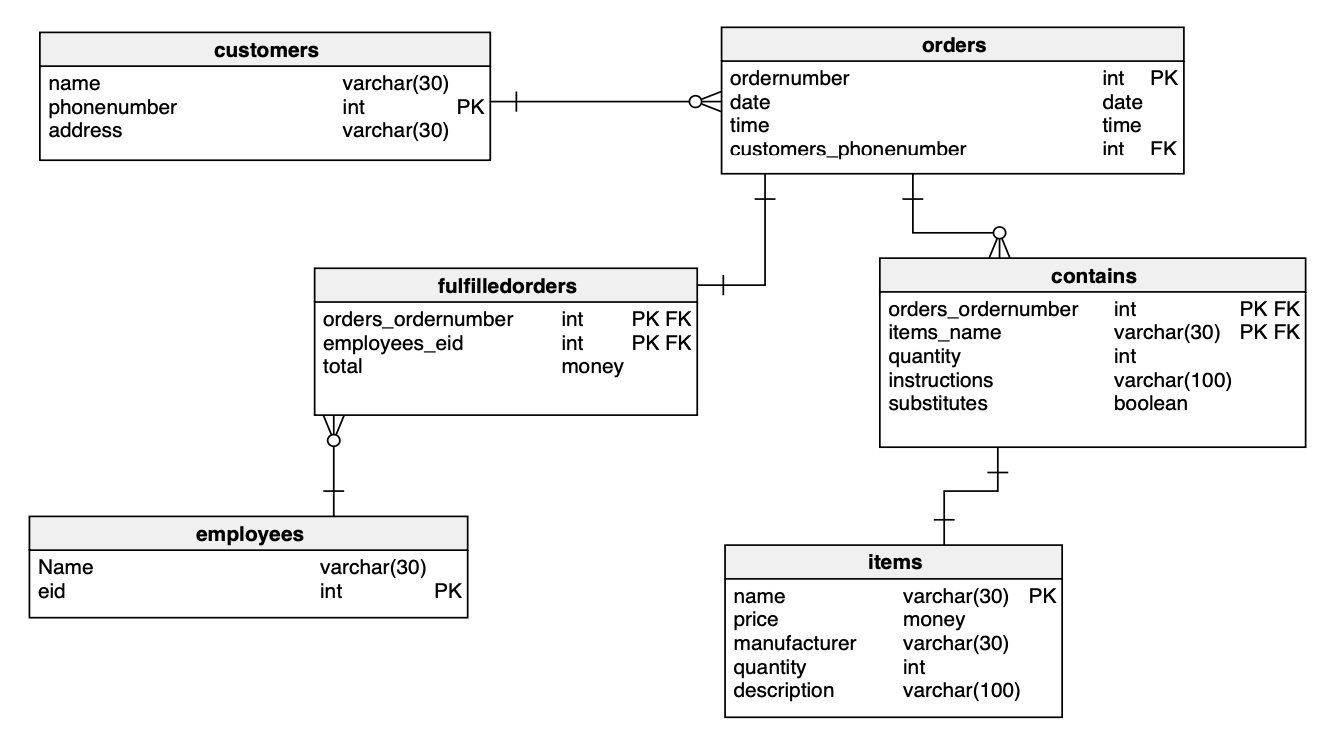 customers
name varchar(30)
phonenumber int PK
address varchar(30)
orders
ordernumber int PK
date date
time time
customers_phonenumber int FK
fulfilledorders
orders_ordernumber int PK FK
employees_eid int PK FK
total money
contains
orders_ordernumber int PK FK
items_name varchar(30) PK FK
quantity int
instructions varchar(100)
substitutes boolean
employees
Name varchar(30)
eid int PK
items
name varchar(30) PK
price money
manufacturer varchar(30)
quantity int
description varchar(100)